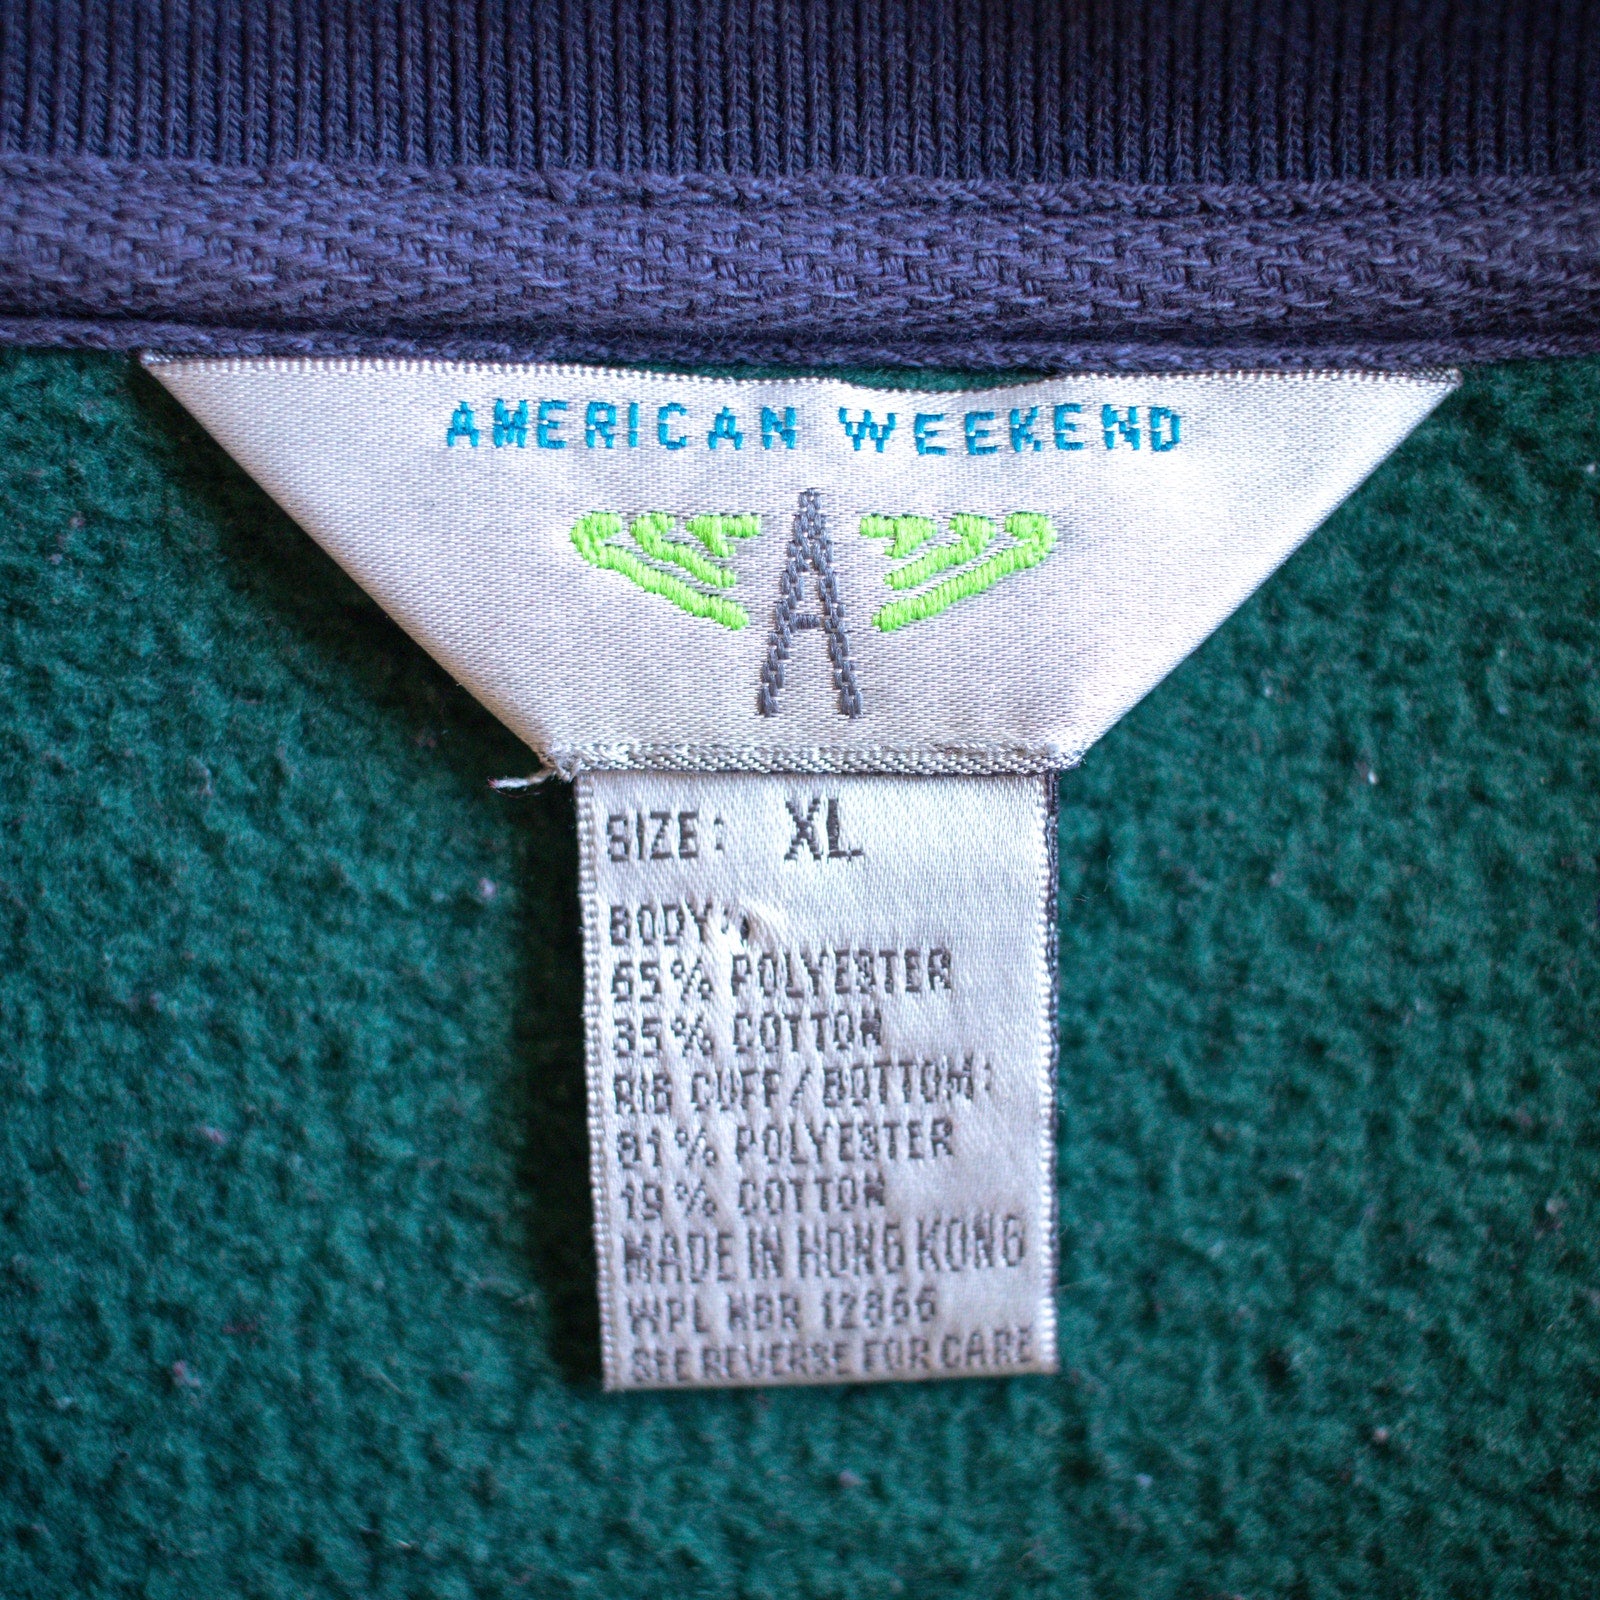 AMERICAN WEEKEND
A
SIZE: XL
BODY:
65% POLYESTER
35% COTTON
RIB CUFF/BOTTOM:
81% POLYESTER
19% COTTON
MADE IN HONG KONG
WPL NBR 12866
SEE REVERSE FOR CARE